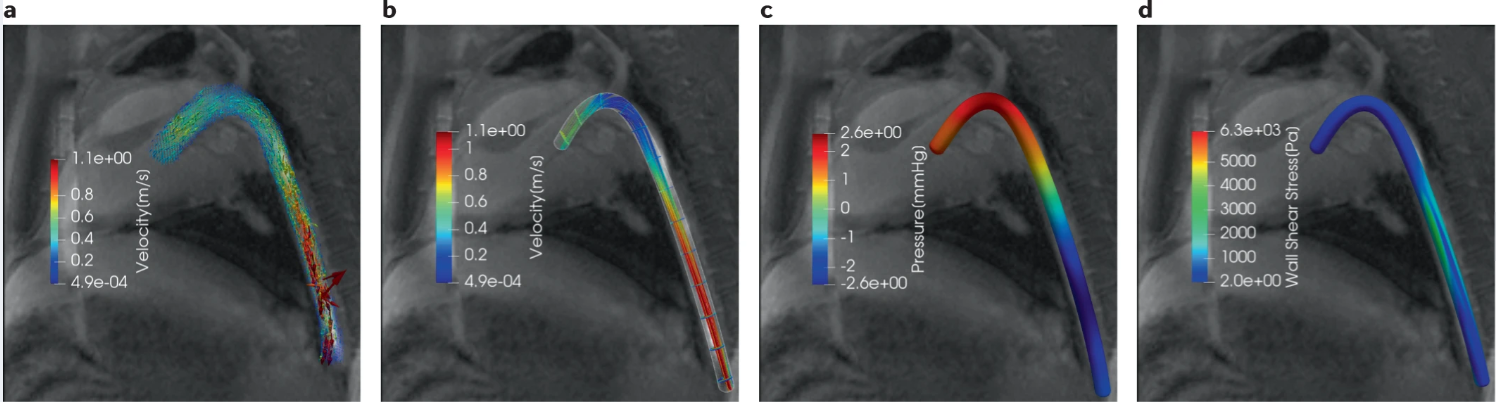 a
1.1e+00
0.8
0.6
0.4
0.2
4.9e-04
Velocity(m/s)
b
1.1e+00
1
0.8
0.6
0.4
0.2
4.9e-04
Velocity(m/s)
c
2.6e+00
2
1
0
-1
-2
-2.6e+00
Pressure(mmHg)
d
6.3e+03
5000
4000
3000
2000
1000
2.0e+00
Wall Shear Stress(Pa)